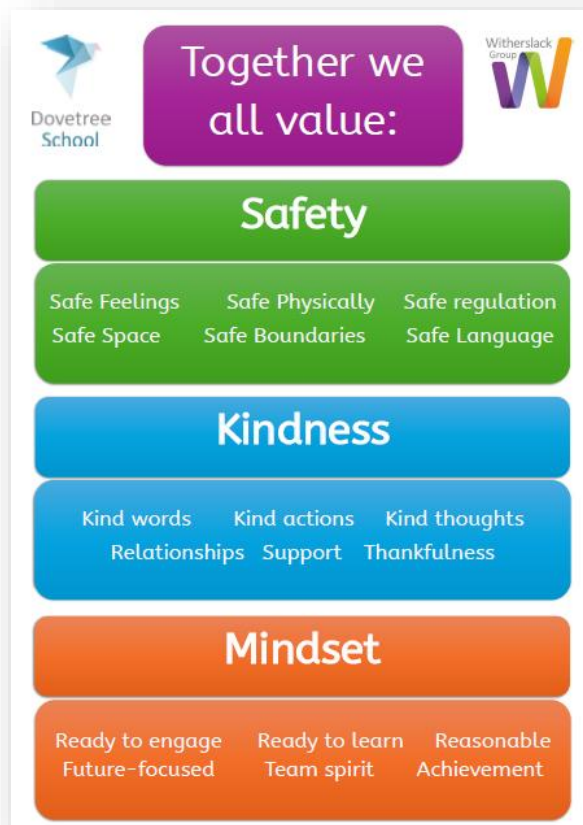 Dovetree
School
Together we
all value:
Witherslack
Group
Safety
Safe Feelings Safe Physically Safe regulation
Safe Space Safe Boundaries Safe Language
Kindness
Kind words Kind actions Kind thoughts
Relationships Support Thankfulness
Mindset
Ready to engage Ready to learn Reasonable
Future-focused Team spirit Achievement